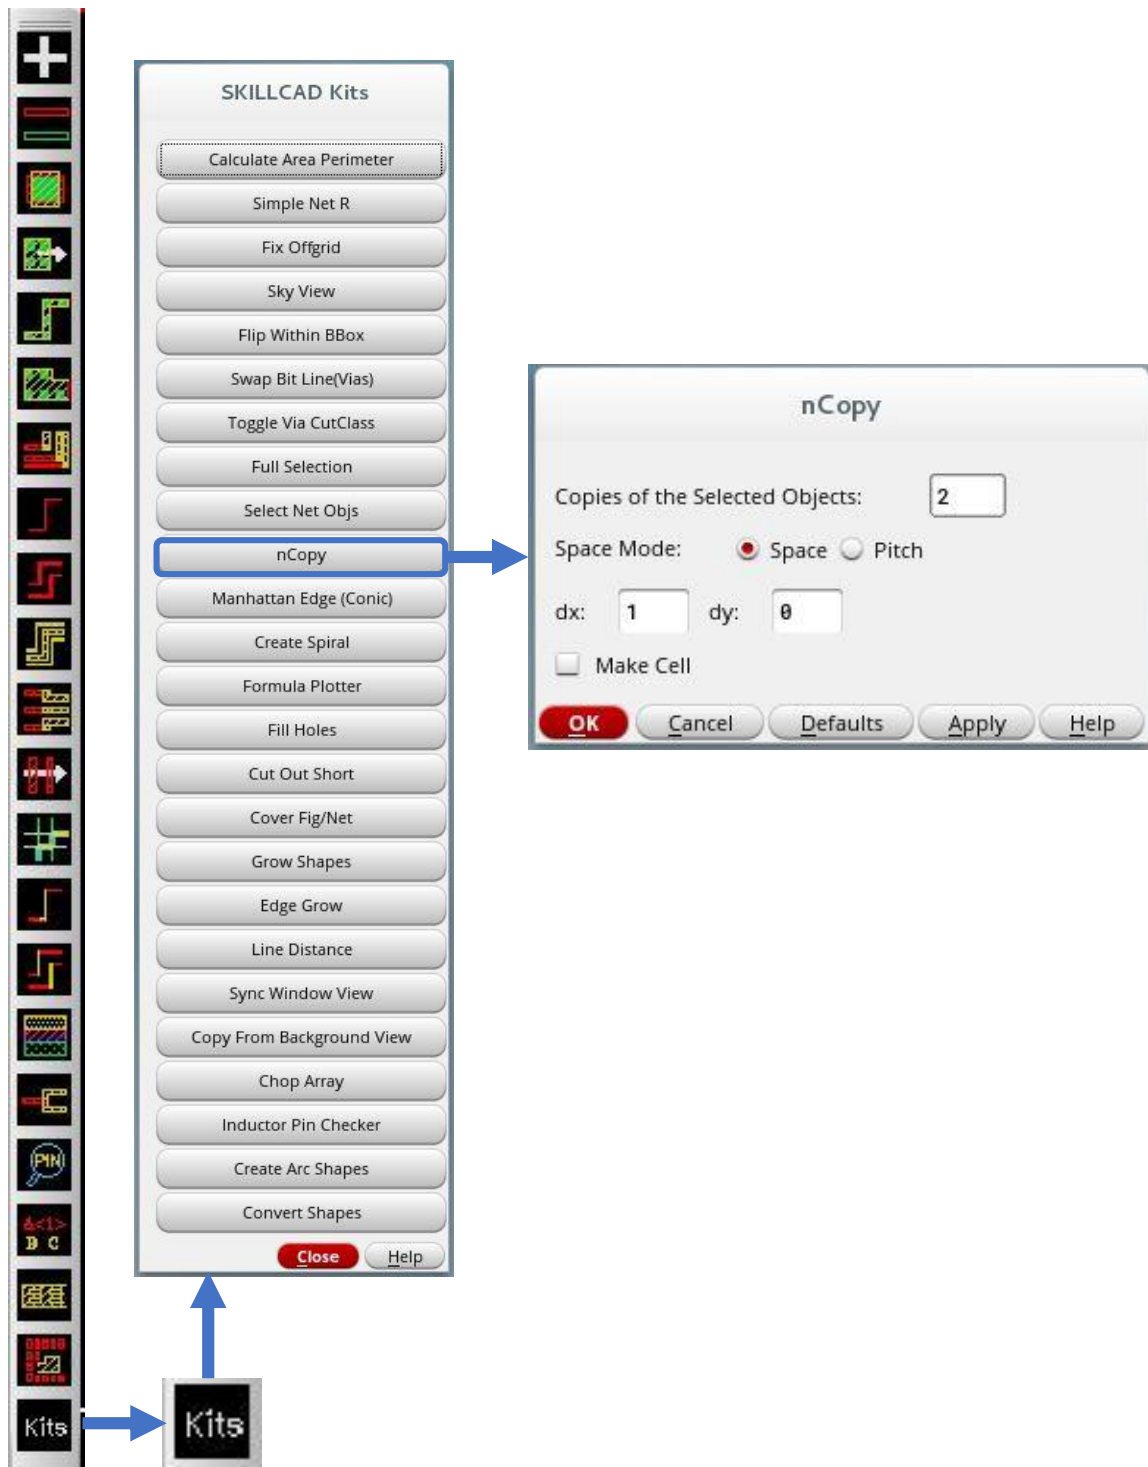 SKILLCAD Kits
Calculate Area Perimeter
Simple Net R
Fix Offgrid
Sky View
Flip Within BBox
Swap Bit Line(Vias)
Toggle Via CutClass
Full Selection
Select Net Objs
nCopy
Manhattan Edge (Conic)
Create Spiral
Formula Plotter
Fill Holes
Cut Out Short
Cover Fig/Net
Grow Shapes
Edge Grow
Line Distance
Sync Window View
Copy From Background View
Chop Array
Inductor Pin Checker
Create Arc Shapes
Convert Shapes
Close Help
nCopy
Copies of the Selected Objects: 2
Space Mode: Space Pitch
dx: 1 dy: 0
Make Cell
OK Cancel Defaults Apply Help
PIN
A<1>
B C
Kits
Kits